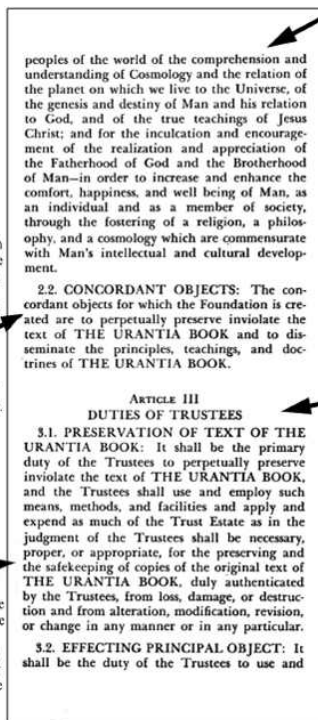 peoples of the world of the comprehension and
understanding of Cosmology and the relation of
the planet on which we live to the Universe, of
the genesis and destiny of Man and his relation
to God, and of the true teachings of Jesus
Christ; and for the inculcation and encourage-
ment of the realization and appreciation of
the Fatherhood of God and the Brotherhood
of Man—in order to increase and enhance the
comfort, happiness, and well being of Man, as
an individual and as a member of society,
through the fostering of a religion, a philos-
ophy, and a cosmology which are commensurate
with Man's intellectual and cultural develop-
ment.
2.2. CONCORDANT OBJECTS: The con-
cordant objects for which the Foundation is cre-
ated are to perpetually preserve inviolate the
text of THE URANTIA BOOK and to dis-
seminate the principles, teachings, and doc-
trines of THE URANTIA BOOK.
ARTICLE III
DUTIES OF TRUSTEES
3.1. PRESERVATION OF TEXT OF THE
URANTIA BOOK: It shall be the primary
duty of the Trustees to perpetually preserve
inviolate the text of THE URANTIA BOOK,
and the Trustees shall use and employ such
means, methods, and facilities and apply and
expend as much of the Trust Estate as in the
judgment of the Trustees shall be necessary,
proper, or appropriate, for the preserving and
the safekeeping of copies of the original text of
THE URANTIA BOOK, duly authenticated
by the Trustees, from loss, damage, or destruc-
tion and from alteration, modification, revision,
or change in any manner or in any particular.
3.2. EFFECTING PRINCIPAL OBJECT: It
shall be the duty of the Trustees to use and